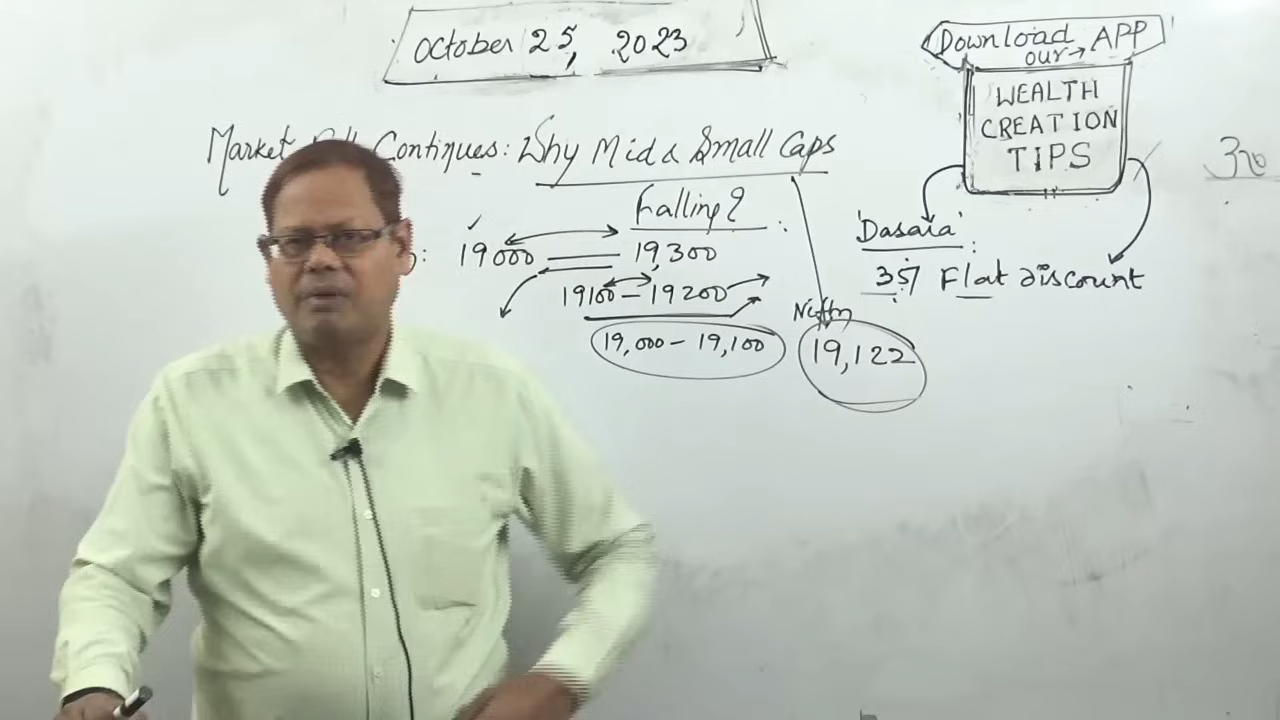 October 25, 2023
Download APP
our →
WEALTH
CREATION
TIPS
Market Continues: Why Mid & Small Caps
Falling?
'Dasara' :
35% Flat discount
: 19000 19,300
19100 – 19200
19,000 – 19,100
Nifty
19,122